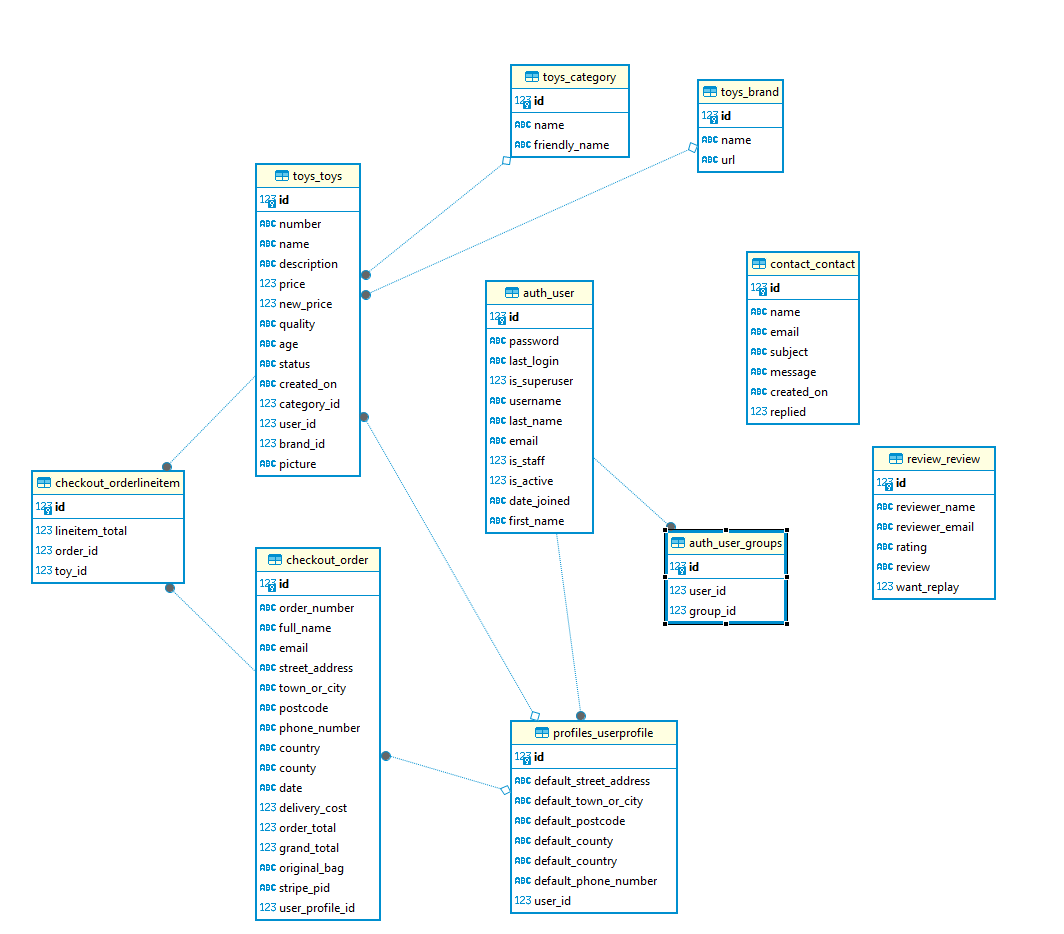 toys_category
123 id
ABC name
ABC friendly_name
toys_brand
123 id
ABC name
ABC url
toys_toys
123 id
ABC number
ABC name
ABC description
123 price
123 new_price
ABC quality
ABC age
ABC status
ABC created_on
123 category_id
123 user_id
123 brand_id
ABC picture
auth_user
123 id
ABC password
ABC last_login
123 is_superuser
ABC username
ABC last_name
ABC email
123 is_staff
123 is_active
ABC date_joined
ABC first_name
contact_contact
123 id
ABC name
ABC email
ABC subject
ABC message
ABC created_on
123 replied
review_review
123 id
ABC reviewer_name
ABC reviewer_email
ABC rating
ABC review
123 want_replay
checkout_orderlineitem
123 id
123 lineitem_total
123 order_id
123 toy_id
auth_user_groups
123 id
123 user_id
123 group_id
checkout_order
123 id
ABC order_number
ABC full_name
ABC email
ABC street_address
ABC town_or_city
ABC postcode
ABC phone_number
ABC country
ABC county
ABC date
123 delivery_cost
123 order_total
123 grand_total
ABC original_bag
ABC stripe_pid
123 user_profile_id
profiles_userprofile
123 id
ABC default_street_address
ABC default_town_or_city
ABC default_postcode
ABC default_county
ABC default_country
ABC default_phone_number
123 user_id